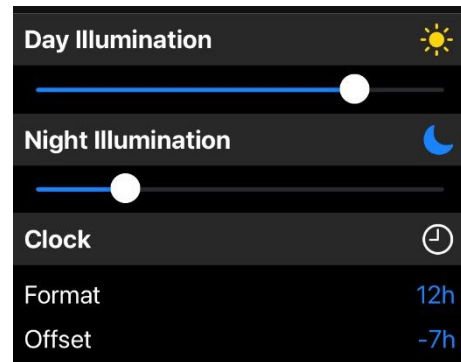 Day Illumination
Night Illumination
Clock
Format 12h
Offset -7h